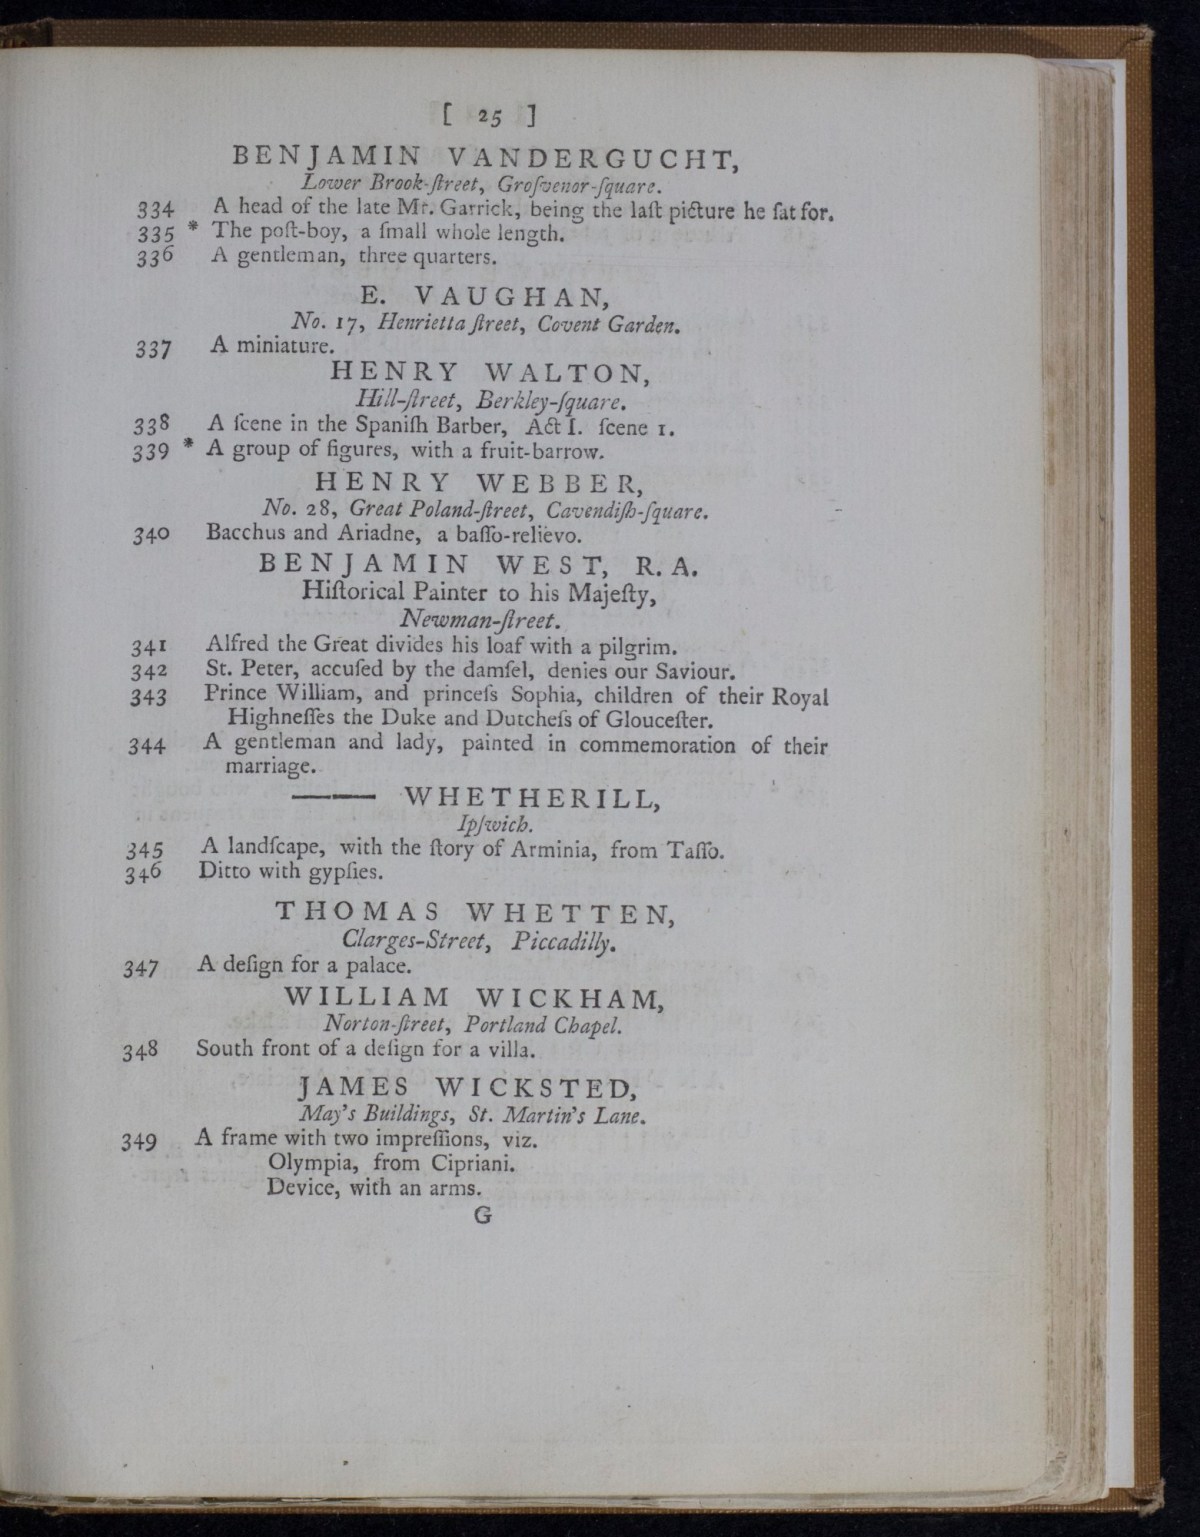 [ 25 ]
BENJAMIN VANDERGUCHT,
Lower Brook-ſtreet, Groſvenor-ſquare.
334 A head of the late Mr. Garrick, being the laſt picture he ſat for.
335 * The poſt-boy, a ſmall whole length.
336 A gentleman, three quarters.
E. VAUGHAN,
No. 17, Henrietta ſtreet, Covent Garden.
337 A miniature.
HENRY WALTON,
Hill-ſtreet, Berkley-ſquare.
338 A ſcene in the Spaniſh Barber, Act I. ſcene 1.
339 * A group of figures, with a fruit-barrow.
HENRY WEBBER,
No. 28, Great Poland-ſtreet, Cavendiſh-ſquare.
340 Bacchus and Ariadne, a baſſo-relievo.
BENJAMIN WEST, R. A.
Hiſtorical Painter to his Majeſty,
Newman-ſtreet.
341 Alfred the Great divides his loaf with a pilgrim.
342 St. Peter, accuſed by the damſel, denies our Saviour.
343 Prince William, and princeſs Sophia, children of their Royal
Highneſſes the Duke and Dutcheſs of Glouceſter.
344 A gentleman and lady, painted in commemoration of their
marriage.
—— WHETHERILL,
Ipſwich.
345 A landſcape, with the ſtory of Arminia, from Taſſo.
346 Ditto with gypſies.
THOMAS WHETTEN,
Clarges-Street, Piccadilly.
347 A deſign for a palace.
WILLIAM WICKHAM,
Norton-ſtreet, Portland Chapel.
348 South front of a deſign for a villa.
JAMES WICKSTED,
May's Buildings, St. Martin's Lane.
349 A frame with two impreſſions, viz.
Olympia, from Cipriani.
Device, with an arms.
G